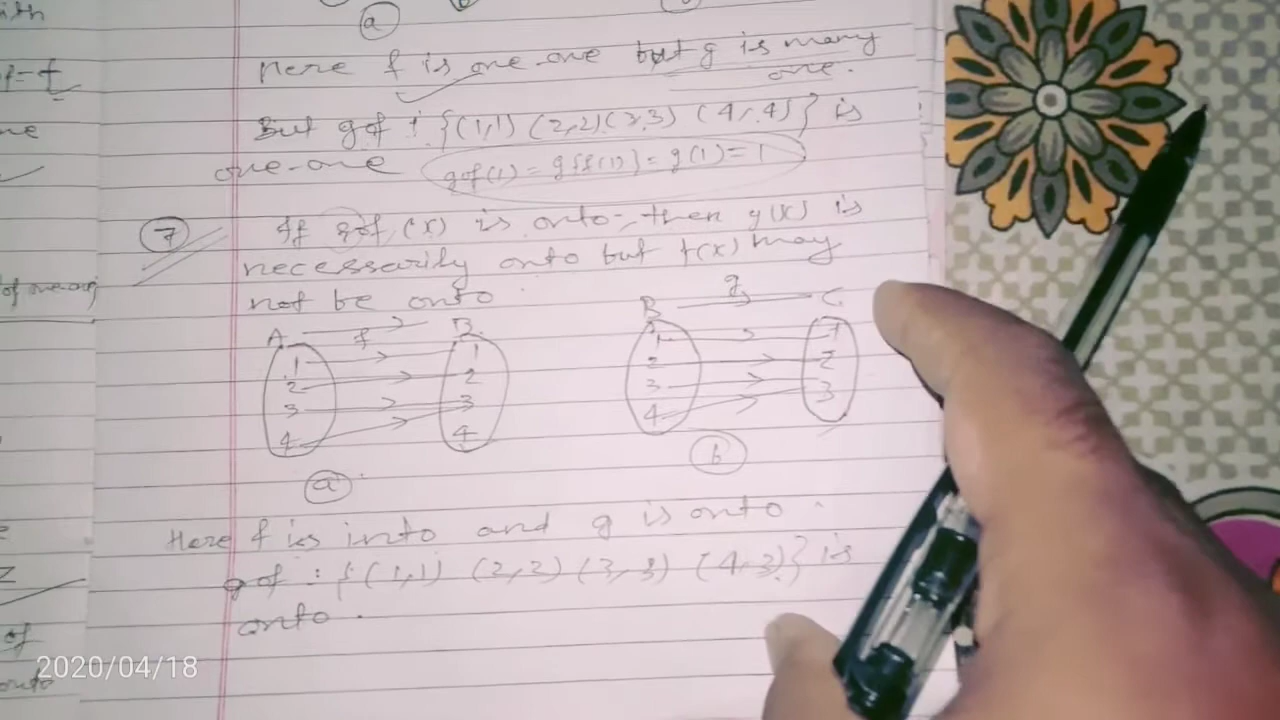 ⓐ
Here f is one-one but g is many
one.
But gof : {(1,1) (2,2) (3,3) (4,4)} is
one-one gof(1) = g{f(1)} = g(1) = 1
⑦ If gof (x) is onto, then g(x) is
necessarily onto but f(x) may
not be onto
A f B
1 1
2 2
3 3
4 4
ⓐ
B g C
1 1
2 2
3 3
4
ⓑ
Here f is into and g is onto.
gof : {(1,1) (2,2) (3,3) (4,3)} is
onto.
of
onto
2020/04/18